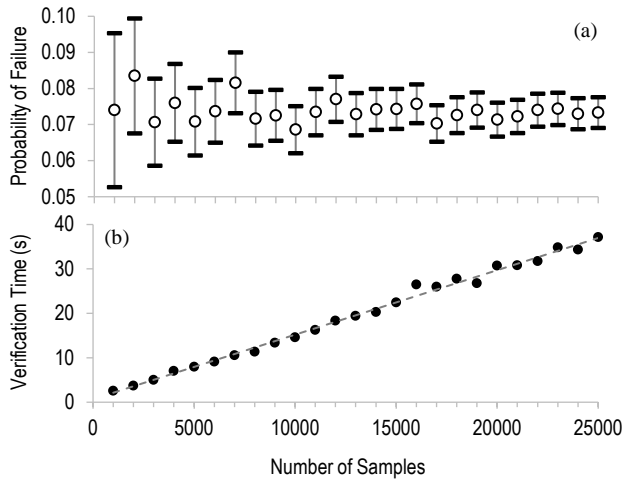 0.10
(a)
0.09
0.08
0.07
0.06
0.05
Probability of Failure
40
(b)
30
20
10
0
Verification Time (s)
0 5000 10000 15000 20000 25000
Number of Samples